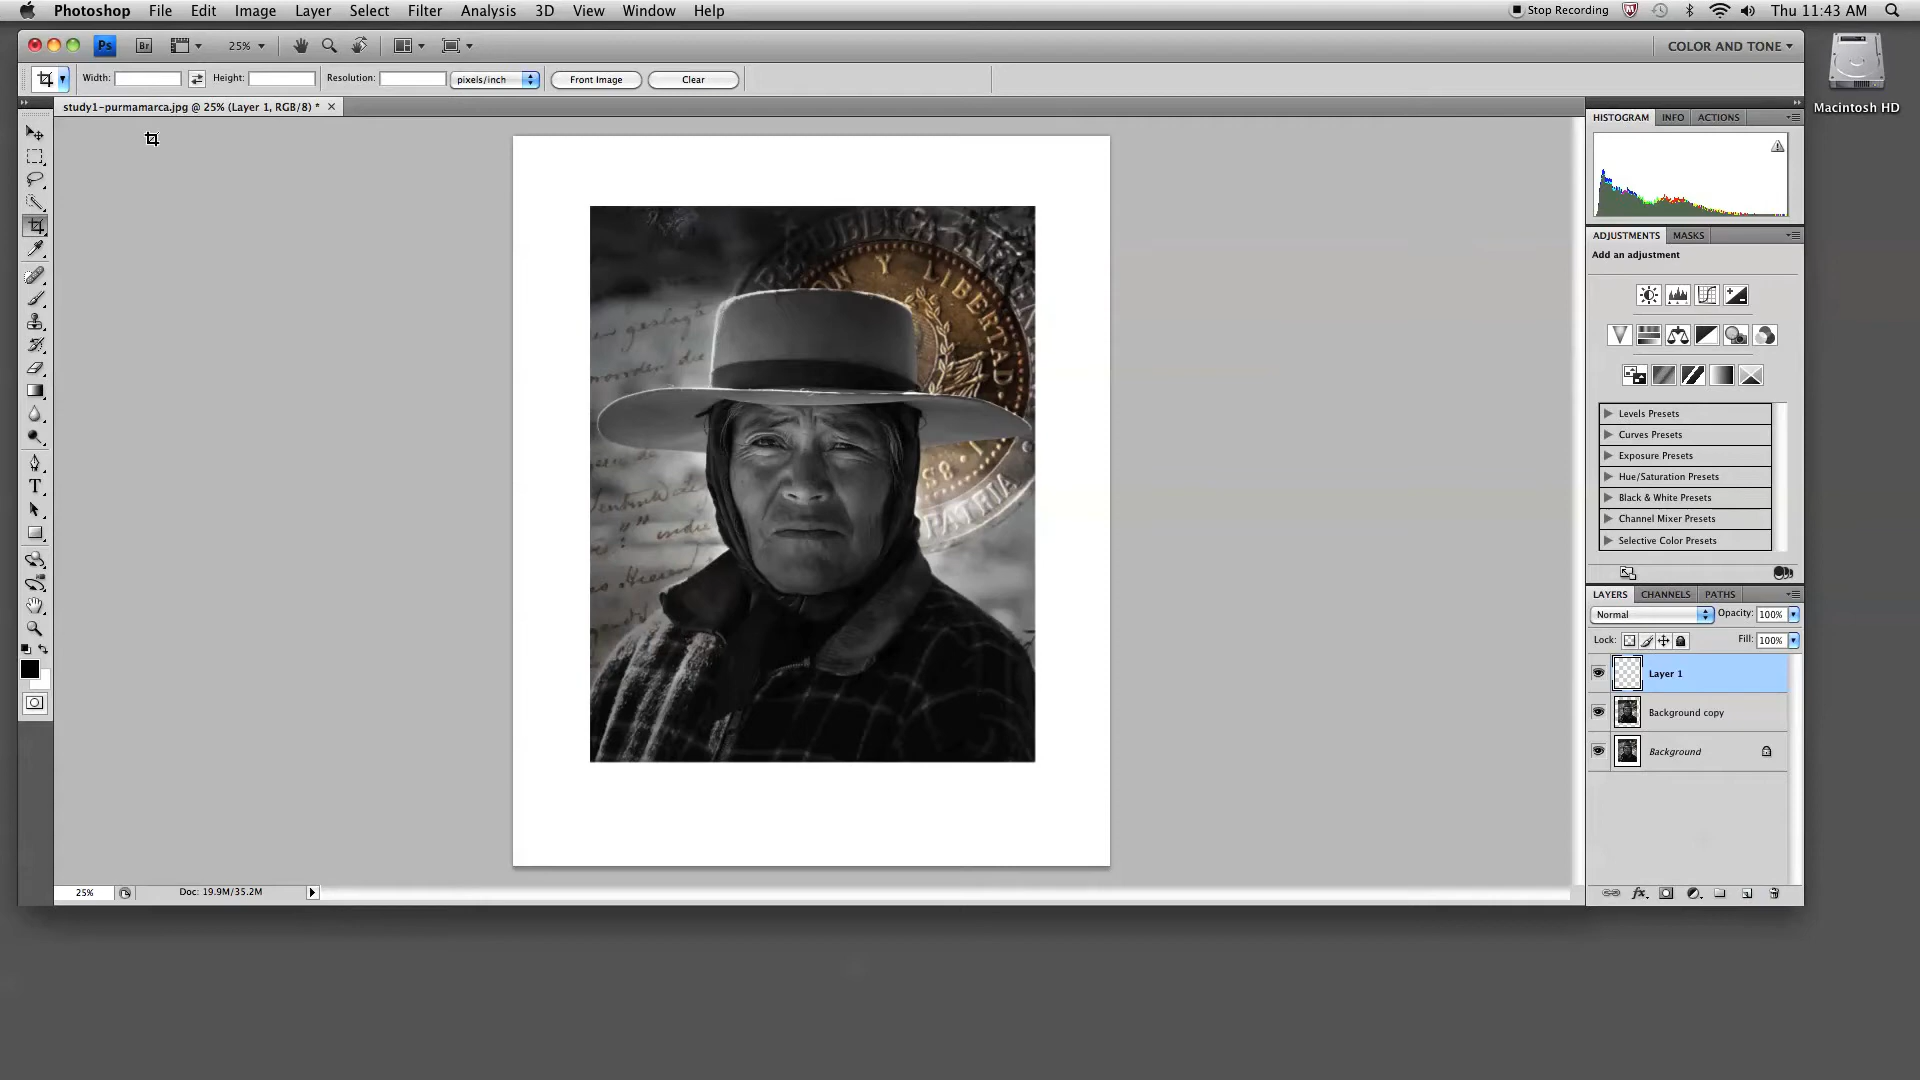 Photoshop File Edit Image Layer Select Filter Analysis 3D View Window Help Stop Recording Thu 11:43 AM
Ps Br 25% COLOR AND TONE
Width: Height: Resolution: pixels/inch Front Image Clear
study1-purmamarca.jpg @ 25% (Layer 1, RGB/8) *
Macintosh HD
HISTOGRAM INFO ACTIONS
ADJUSTMENTS MASKS
Add an adjustment
Levels Presets
Curves Presets
Exposure Presets
Hue/Saturation Presets
Black & White Presets
Channel Mixer Presets
Selective Color Presets
LAYERS CHANNELS PATHS
Normal Opacity: 100%
Lock: Fill: 100%
Layer 1
Background copy
Background
ON Y LIBERTAD
PATRIA
25% Doc: 19.9M/35.2M